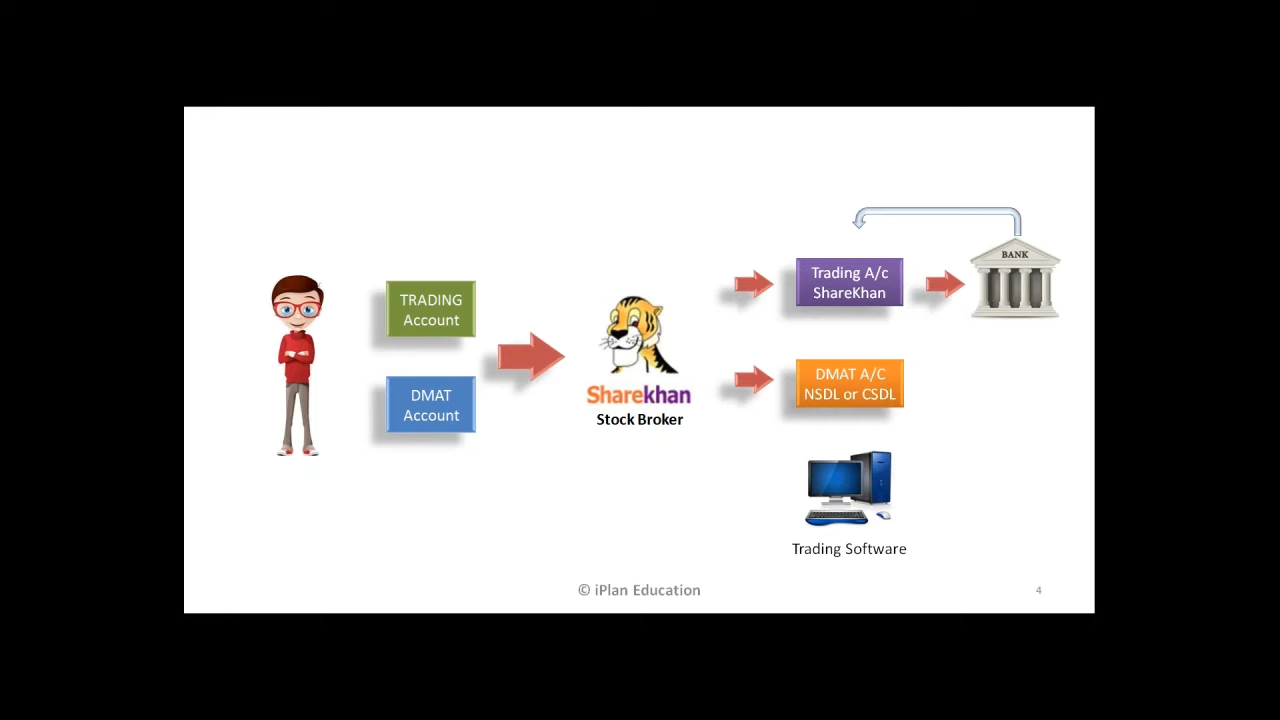 TRADING
Account
DMAT
Account
Sharekhan
Stock Broker
Trading A/c
ShareKhan
BANK
DMAT A/C
NSDL or CSDL
Trading Software
© iPlan Education
4